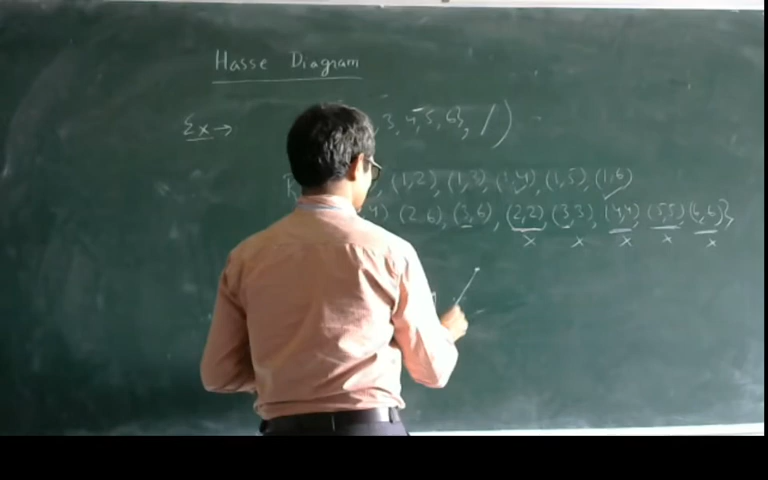 Hasse Diagram
Ex →
3, 4, 5, 6}, /)
R , (1,2), (1,3), (1,4), (1,5), (1,6)
4) (2,6), (3,6), (2,2), (3,3), (4,4), (5,5) (6,6)},
x x x x x